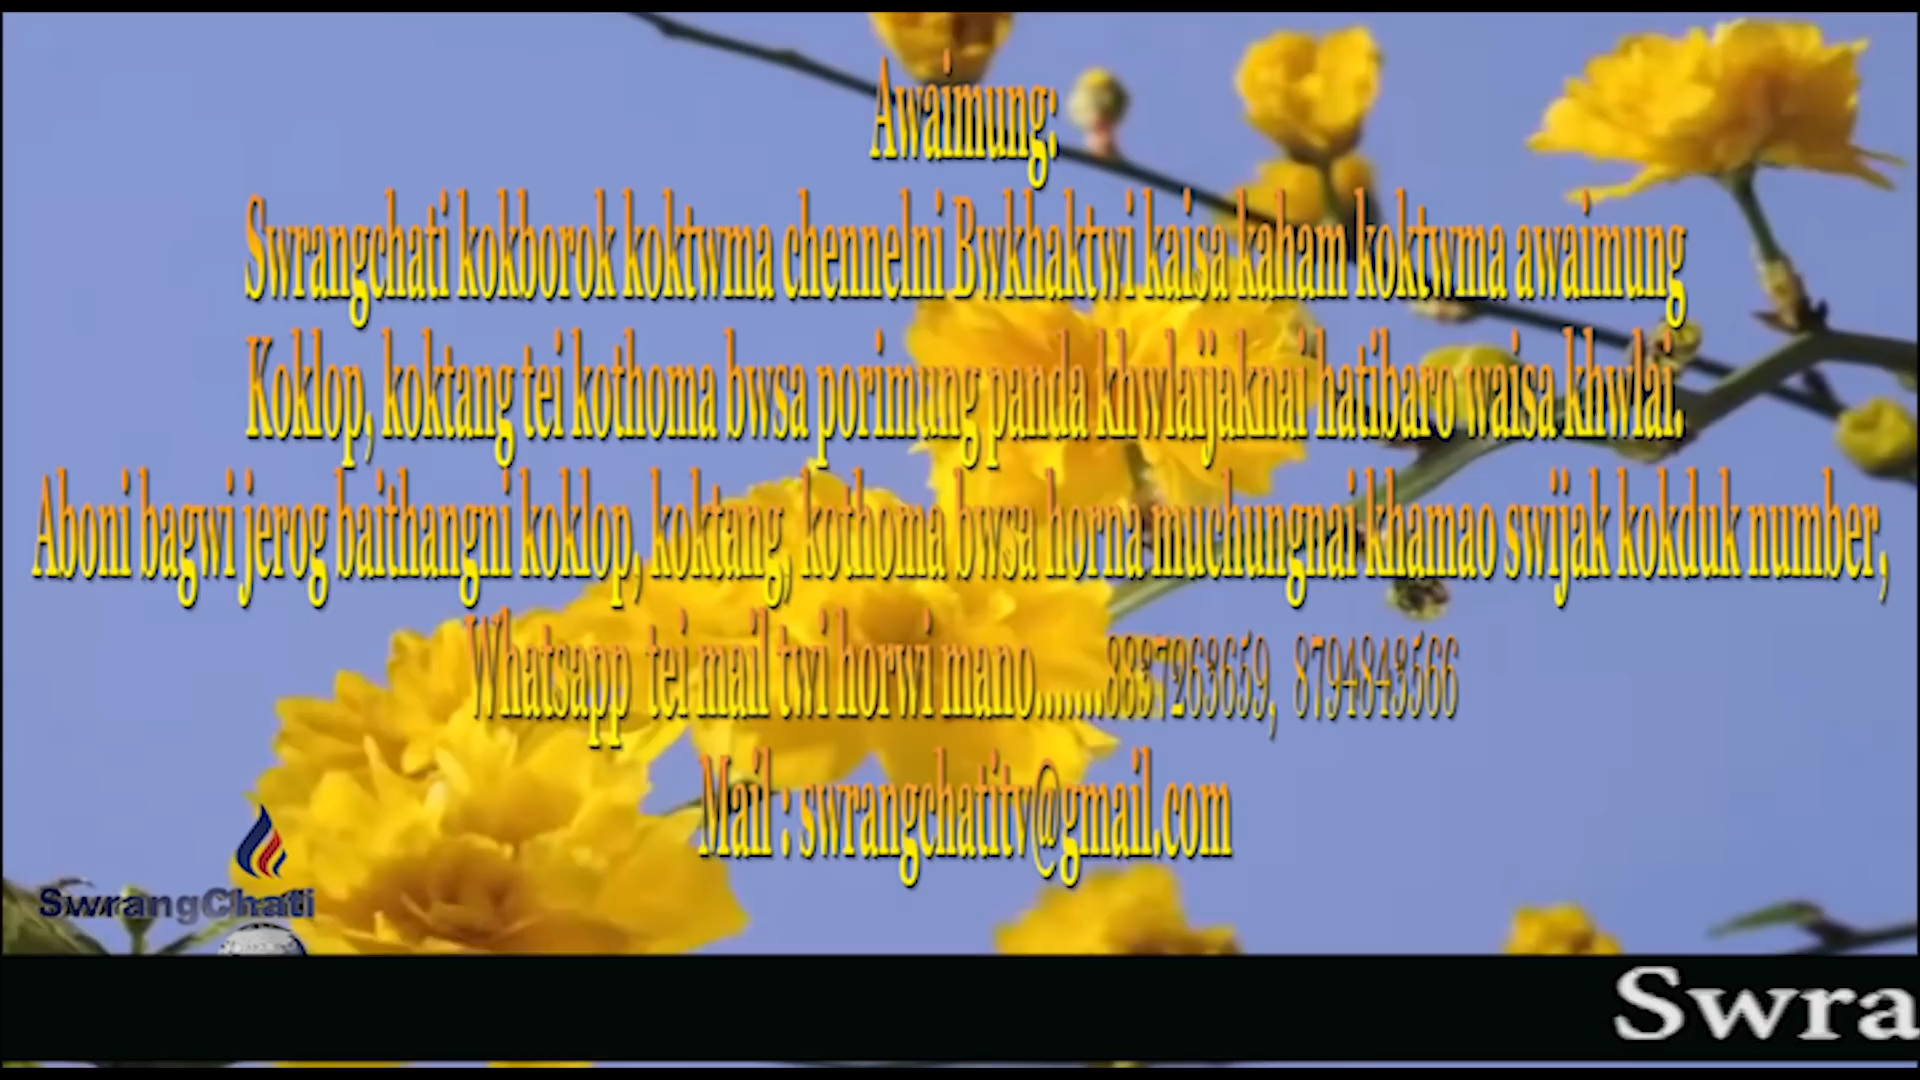 Awaimung:
Swrangchati kokborok koktwma chennelni Bwkhaktwi kaisa kaham koktwma awaimung
Koklop, koktang tei kothoma bwsa porimung panda khwlaijaknai hatibaro waisa khwlai.
Aboni bagwi jerog baithangni koklop, koktang, kothoma bwsa horna muchungnai khamao swijak kokduk number,
Whatsapp tei mail twi horwi mano.......8837263659, 8794843566
Mail : swrangchatitv@gmail.com
SwrangChati
Swra